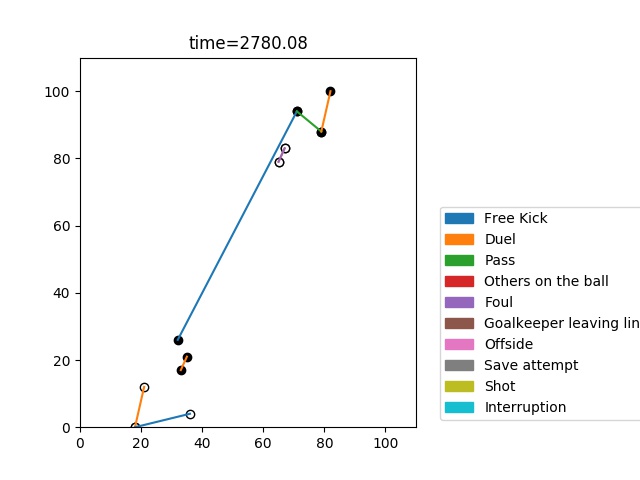 time=2780.08
100
80
60
40
20
0
0 20 40 60 80 100
Free Kick
Duel
Pass
Others on the ball
Foul
Goalkeeper leaving lin
Offside
Save attempt
Shot
Interruption